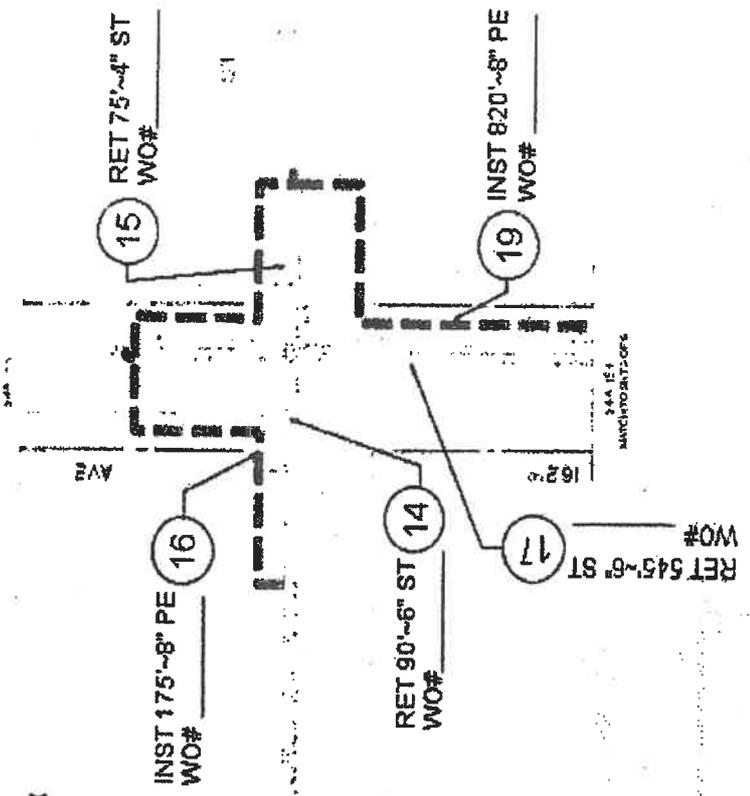 15
RET 75'~4" ST
WO#
19
INST 820'~8" PE
WO#
16
INST 175'~8" PE
WO#
14
RET 90'~6" ST
WO#
17
RET 545'~6" ST
WO#
AVE